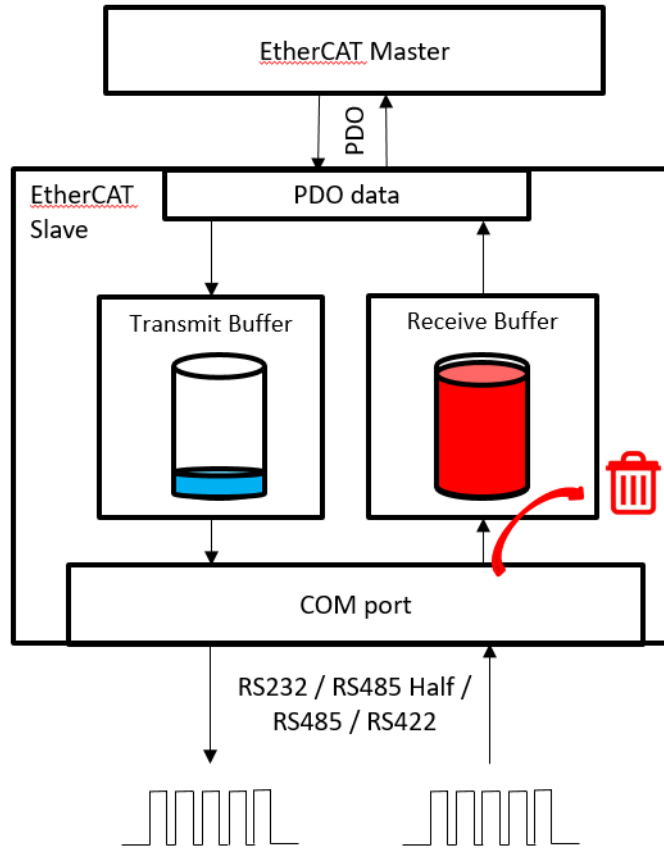 EtherCAT Master
PDO
PDO data
EtherCAT
Slave
Transmit Buffer
Receive Buffer
COM port
RS232 / RS485 Half /
RS485 / RS422